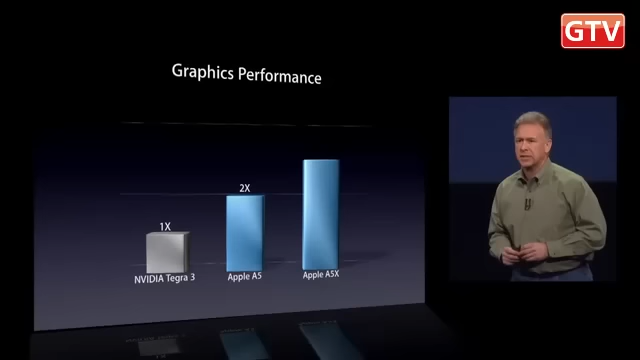 GTV
Graphics Performance
1X
2X
NVIDIA Tegra 3
Apple A5
Apple A5X